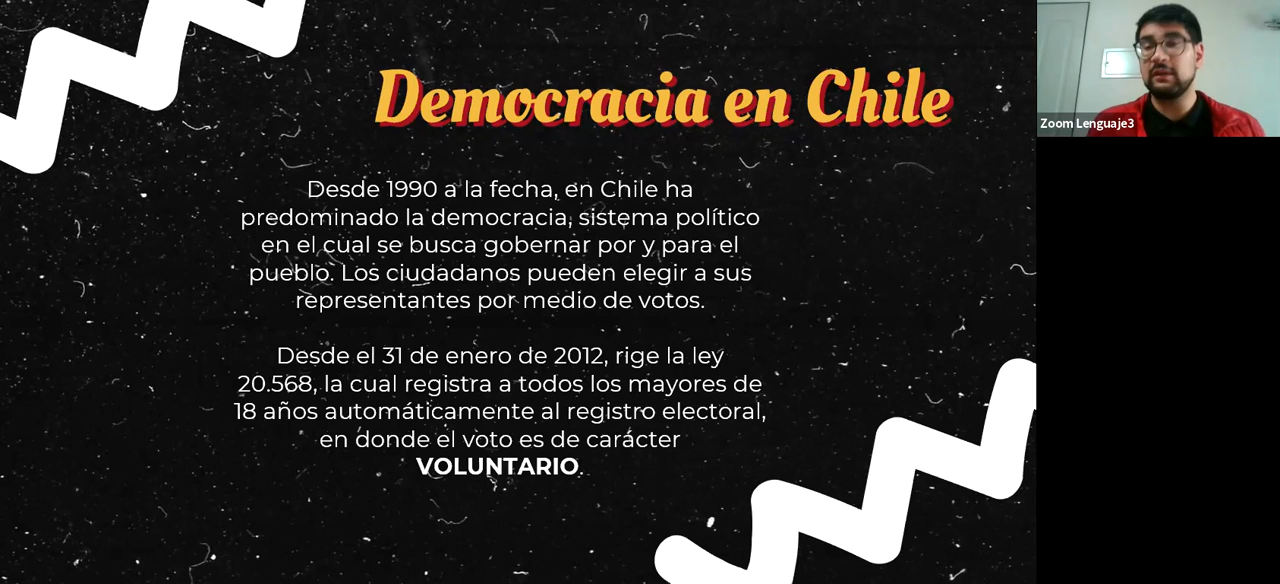 Democracia en Chile
Zoom Lenguaje3
Desde 1990 a la fecha, en Chile ha
predominado la democracia, sistema político
en el cual se busca gobernar por y para el
pueblo. Los ciudadanos pueden elegir a sus
representantes por medio de votos.
Desde el 31 de enero de 2012, rige la ley
20.568, la cual registra a todos los mayores de
18 años automáticamente al registro electoral,
en donde el voto es de carácter
VOLUNTARIO.